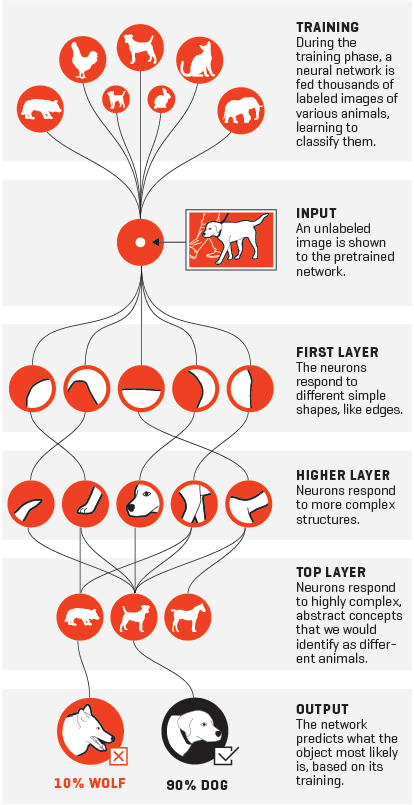 TRAINING
During the
training phase, a
neural network is
fed thousands of
labeled images of
various animals,
learning to
classify them.
INPUT
An unlabeled
image is shown
to the pretrained
network.
FIRST LAYER
The neurons
respond to
different simple
shapes, like edges.
HIGHER LAYER
Neurons respond
to more complex
structures.
TOP LAYER
Neurons respond
to highly complex,
abstract concepts
that we would
identify as differ-
ent animals.
OUTPUT
The network
predicts what the
object most likely
is, based on its
training.
10% WOLF
90% DOG